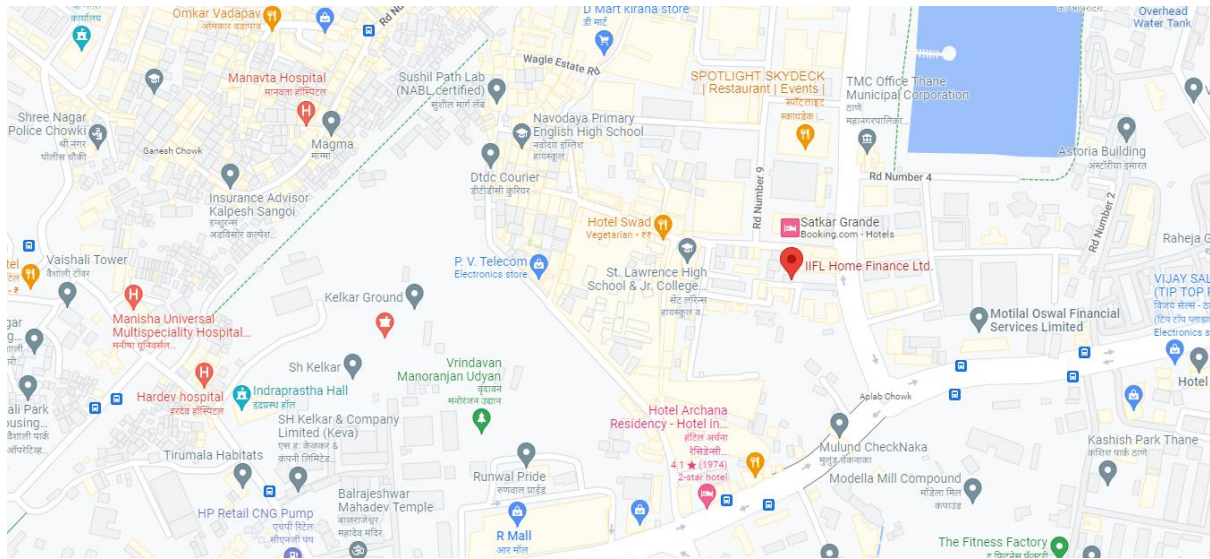 Omkar Vadapav
ओमकार वडापाव
कार्यालय
D Mart kirana store
डी मार्ट
Overhead
Water Tank
Rd N
Wagle Estate Rd
Manavta Hospital
मानवता हॉस्पिटल
Sushil Path Lab
(NABL certified)
सुशील मार्ग लॅब
SPOTLIGHT SKYDECK
| Restaurant | Events |
स्पॉटलाइट
स्कायडेक |...
TMC Office Thane
Municipal Corporation
ठाणे
महानगरपालिका...
Shree Nagar
Police Chowki
श्री नगर
पोलीस चौकी
Magma
माग्मा
Ganesh Chowk
Navodaya Primary
English High School
नवोदय इंग्लिश
हायस्कूल
Astoria Building
अॅस्टोरिया इमारत
Insurance Advisor
Kalpesh Sangoi
इन्शुरन्स
अडविसोर कल्पेश...
Dtdc Courier
डीटीडीसी कुरियर
Rd Number 9
Rd Number 4
Rd Number 2
Hotel Swad
Vegetarian • ₹₹
Satkar Grande
Booking.com - Hotels
Raheja G
Vaishali Tower
वैशाली टॉवर
tel
P. V. Telecom
Electronics store
St. Lawrence High
School & Jr. College...
सेंट लॉरेन्स
हायस्कूल व...
IIFL Home Finance Ltd.
VIJAY SAL
(TIP TOP P
विजय सेल्स - ठा
(टिप टॉप प्लाझा
Electronics s
Kelkar Ground
Manisha Universal
Multispeciality Hospital...
मनीषा यूनिवर्सल...
Motilal Oswal Financial
Services Limited
Sh Kelkar
Vrindavan
Manoranjan Udyan
वृंदावन
मनोरंजन उद्यान
Hotel
Hardev hospital
हरदेव हॉस्पिटल
Indraprastha Hall
इंद्रप्रस्थ हॉल
Aplab Chowk
ali Park
ousing...
वैशाली पार्क
ऑपरेटिव्ह...
SH Kelkar & Company
Limited (Keva)
एस.ह. केळकर &
कंपनी लिमिटेड...
Hotel Archana
Residency - Hotel in...
हॉटेल अर्चना
रेसिडेन्सी...
4.1 ★ (1974)
2-star hotel
Mulund CheckNaka
मुलुंड चेकनाका
Kashish Park Thane
कशिश पार्क ठाणे
Tirumala Habitats
Runwal Pride
रुणवाल प्राईड
Modella Mill Compound
मॉडेला मिल
कंपाउंड
Balrajeshwar
Mahadev Temple
बाळराजेश्वर
महादेव मंदिर
HP Retail CNG Pump
एचपी रिटेल
सीएनजी पंप
R Mall
आर मॉल
The Fitness Factory